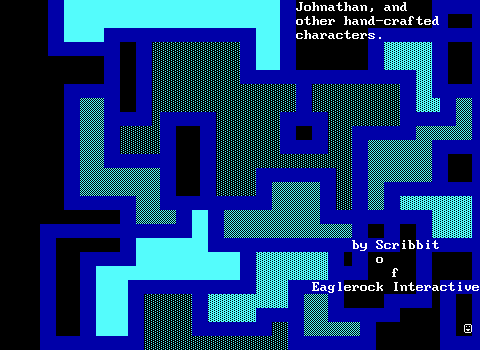 Johnathan, and
other hand-crafted
characters.
by Scribbit
o
f
Eaglerock Interactive